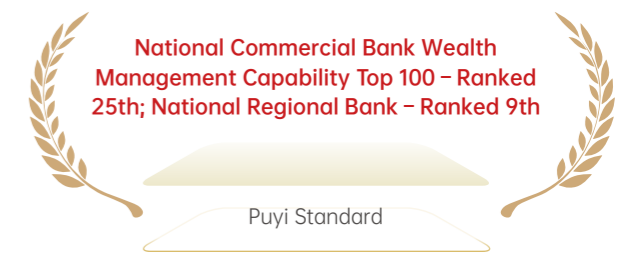 National Commercial Bank Wealth
Management Capability Top 100 – Ranked
25th; National Regional Bank – Ranked 9th
Puyi Standard